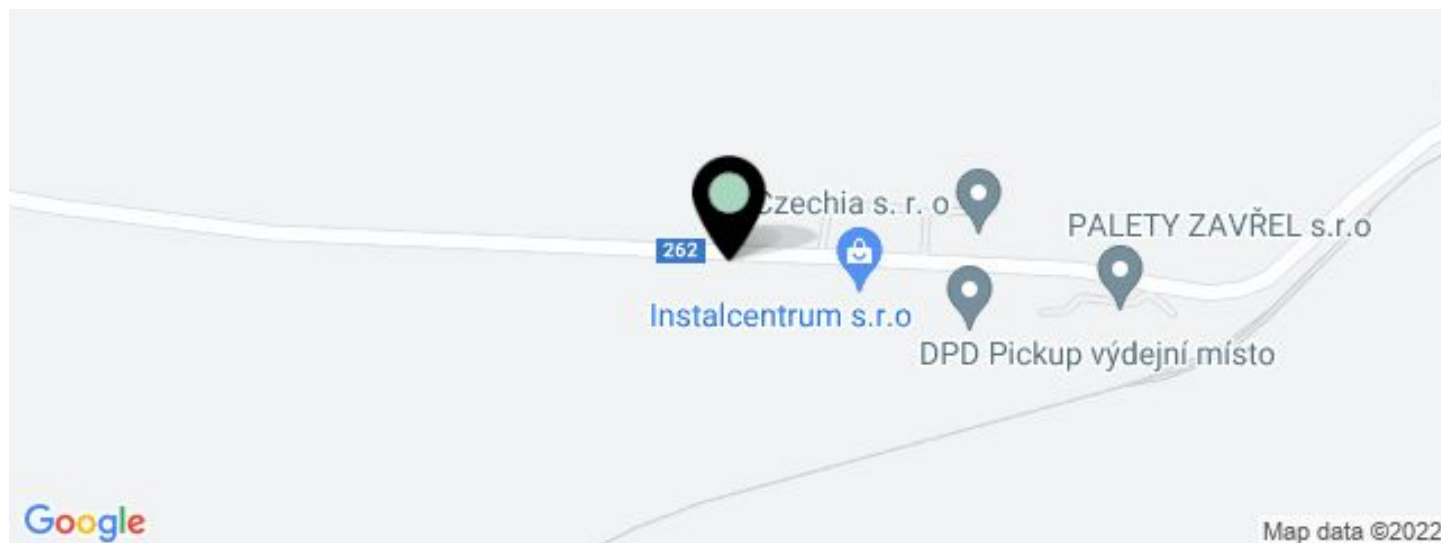 Czechia s. r. o
PALETY ZAVŘEL s.r.o
262
Instalcentrum s.r.o
DPD Pickup výdejní místo
Google
Map data ©2022